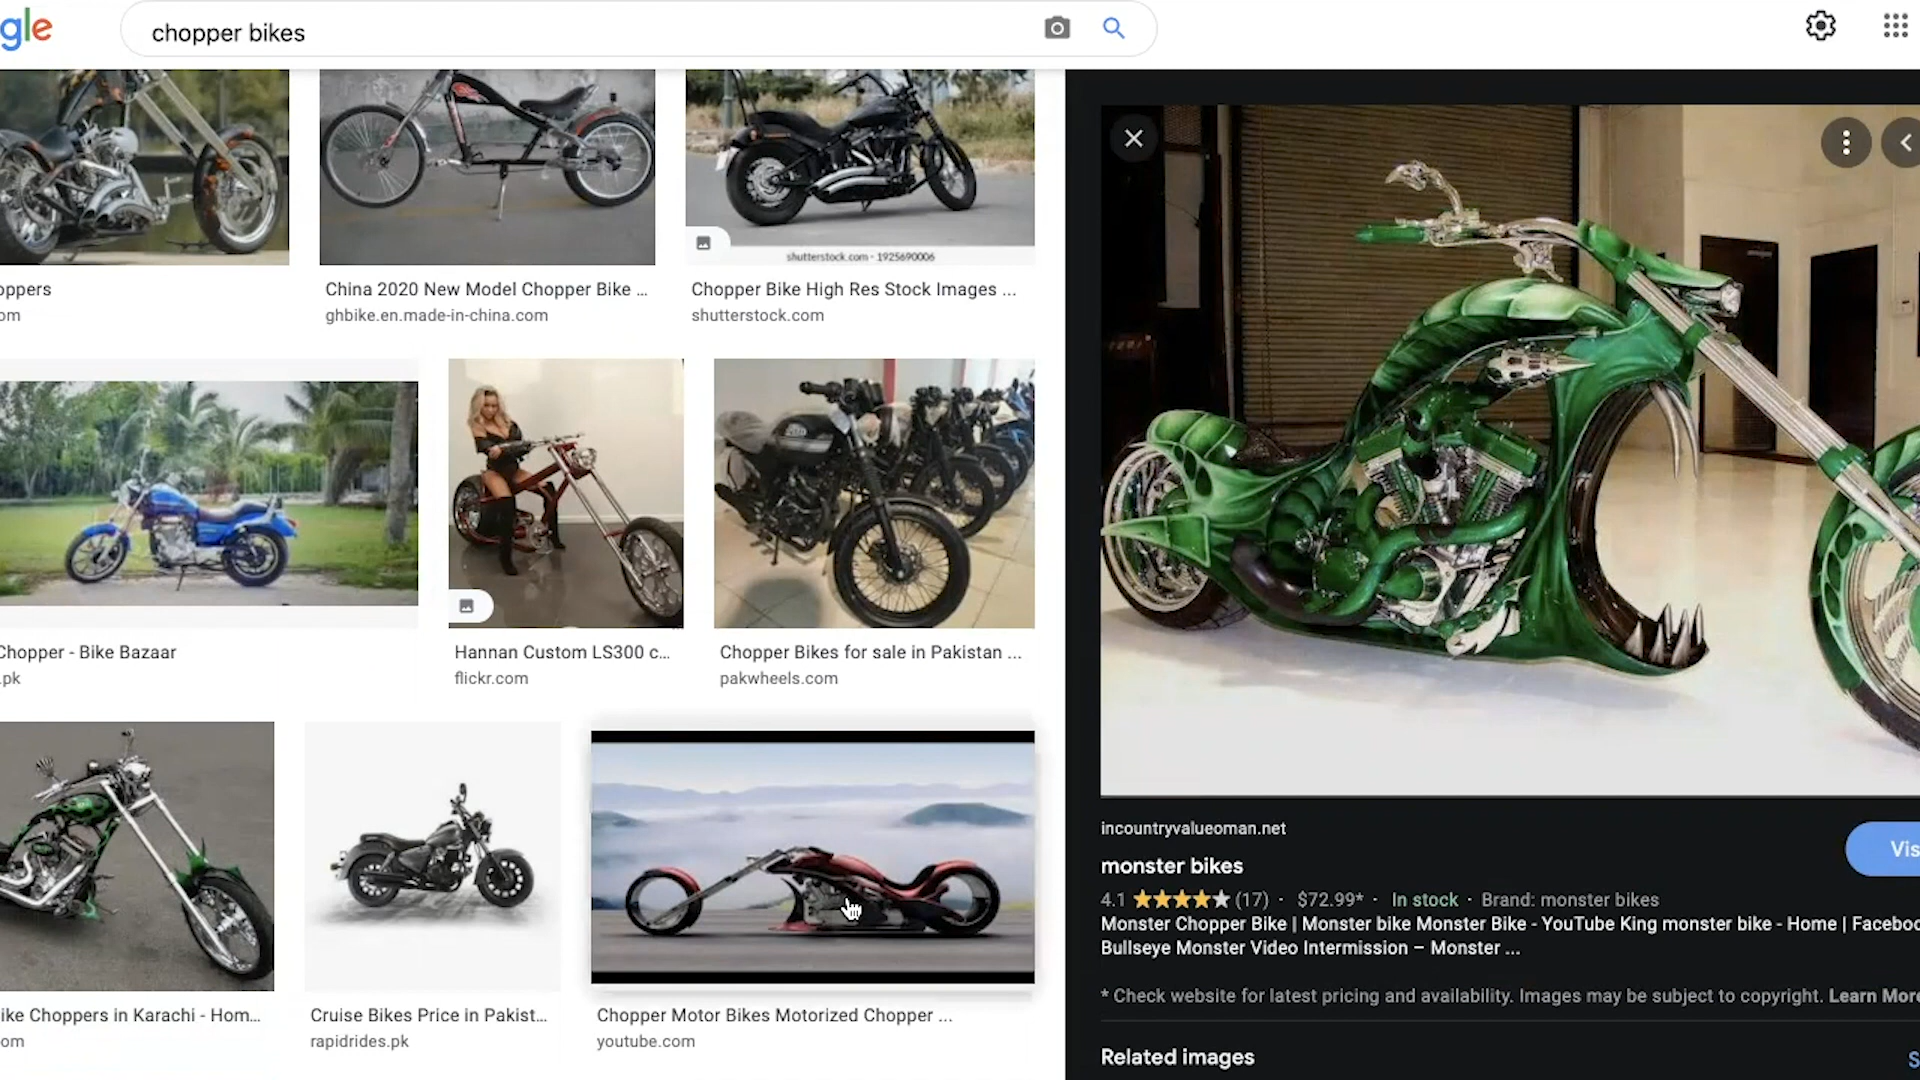 gle
chopper bikes
shutterstock.com · 1925690006
oppers
om
China 2020 New Model Chopper Bike ...
ghbike.en.made-in-china.com
Chopper Bike High Res Stock Images ...
shutterstock.com
Chopper - Bike Bazaar
.pk
Hannan Custom LS300 c...
flickr.com
Chopper Bikes for sale in Pakistan ...
pakwheels.com
ike Choppers in Karachi - Hom...
om
Cruise Bikes Price in Pakist...
rapidrides.pk
Chopper Motor Bikes Motorized Chopper ...
youtube.com
incountryvalueoman.net
Vis
monster bikes
4.1 ★★★★★ (17) · $72.99* · In stock · Brand: monster bikes
Monster Chopper Bike | Monster bike Monster Bike - YouTube King monster bike - Home | Faceboo
Bullseye Monster Video Intermission – Monster ...
* Check website for latest pricing and availability. Images may be subject to copyright. Learn More
Related images
S